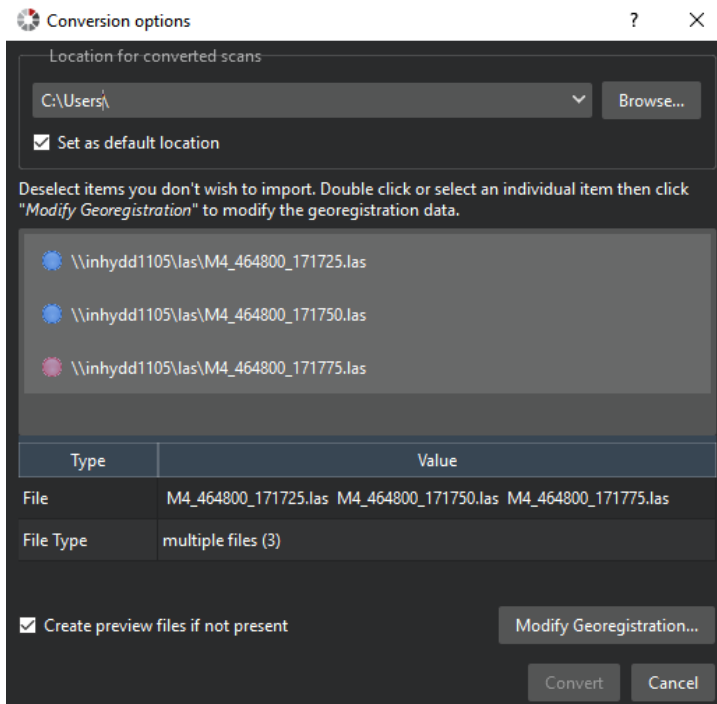 Conversion options ?
Location for converted scans
C:\Users\ Browse...
Set as default location
Deselect items you don't wish to import. Double click or select an individual item then click
"Modify Georegistration" to modify the georegistration data.
\\inhydd1105\las\M4_464800_171725.las
\\inhydd1105\las\M4_464800_171750.las
\\inhydd1105\las\M4_464800_171775.las
Type Value
File M4_464800_171725.las M4_464800_171750.las M4_464800_171775.las
File Type multiple files (3)
Create preview files if not present Modify Georegistration...
Convert Cancel